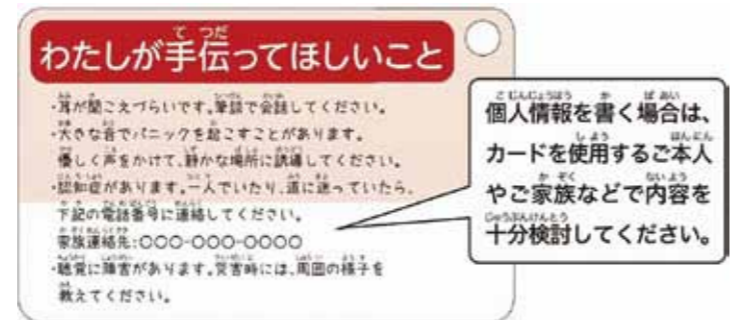 わたしが手伝ってほしいこと
・耳が聞こえづらいです。筆談で会話してください。
・大きな音でパニックを起こすことがあります。
優しく声をかけて、静かな場所に誘導してください。
・認知症があります。一人でいたり、道に迷っていたら、
下記の電話番号に連絡してください。
家族連絡先:〇〇〇-〇〇〇-〇〇〇〇
・聴覚に障害があります。災害時には、周囲の様子を
教えてください。
個人情報を書く場合は、
カードを使用するご本人
やご家族などで内容を
十分検討してください。